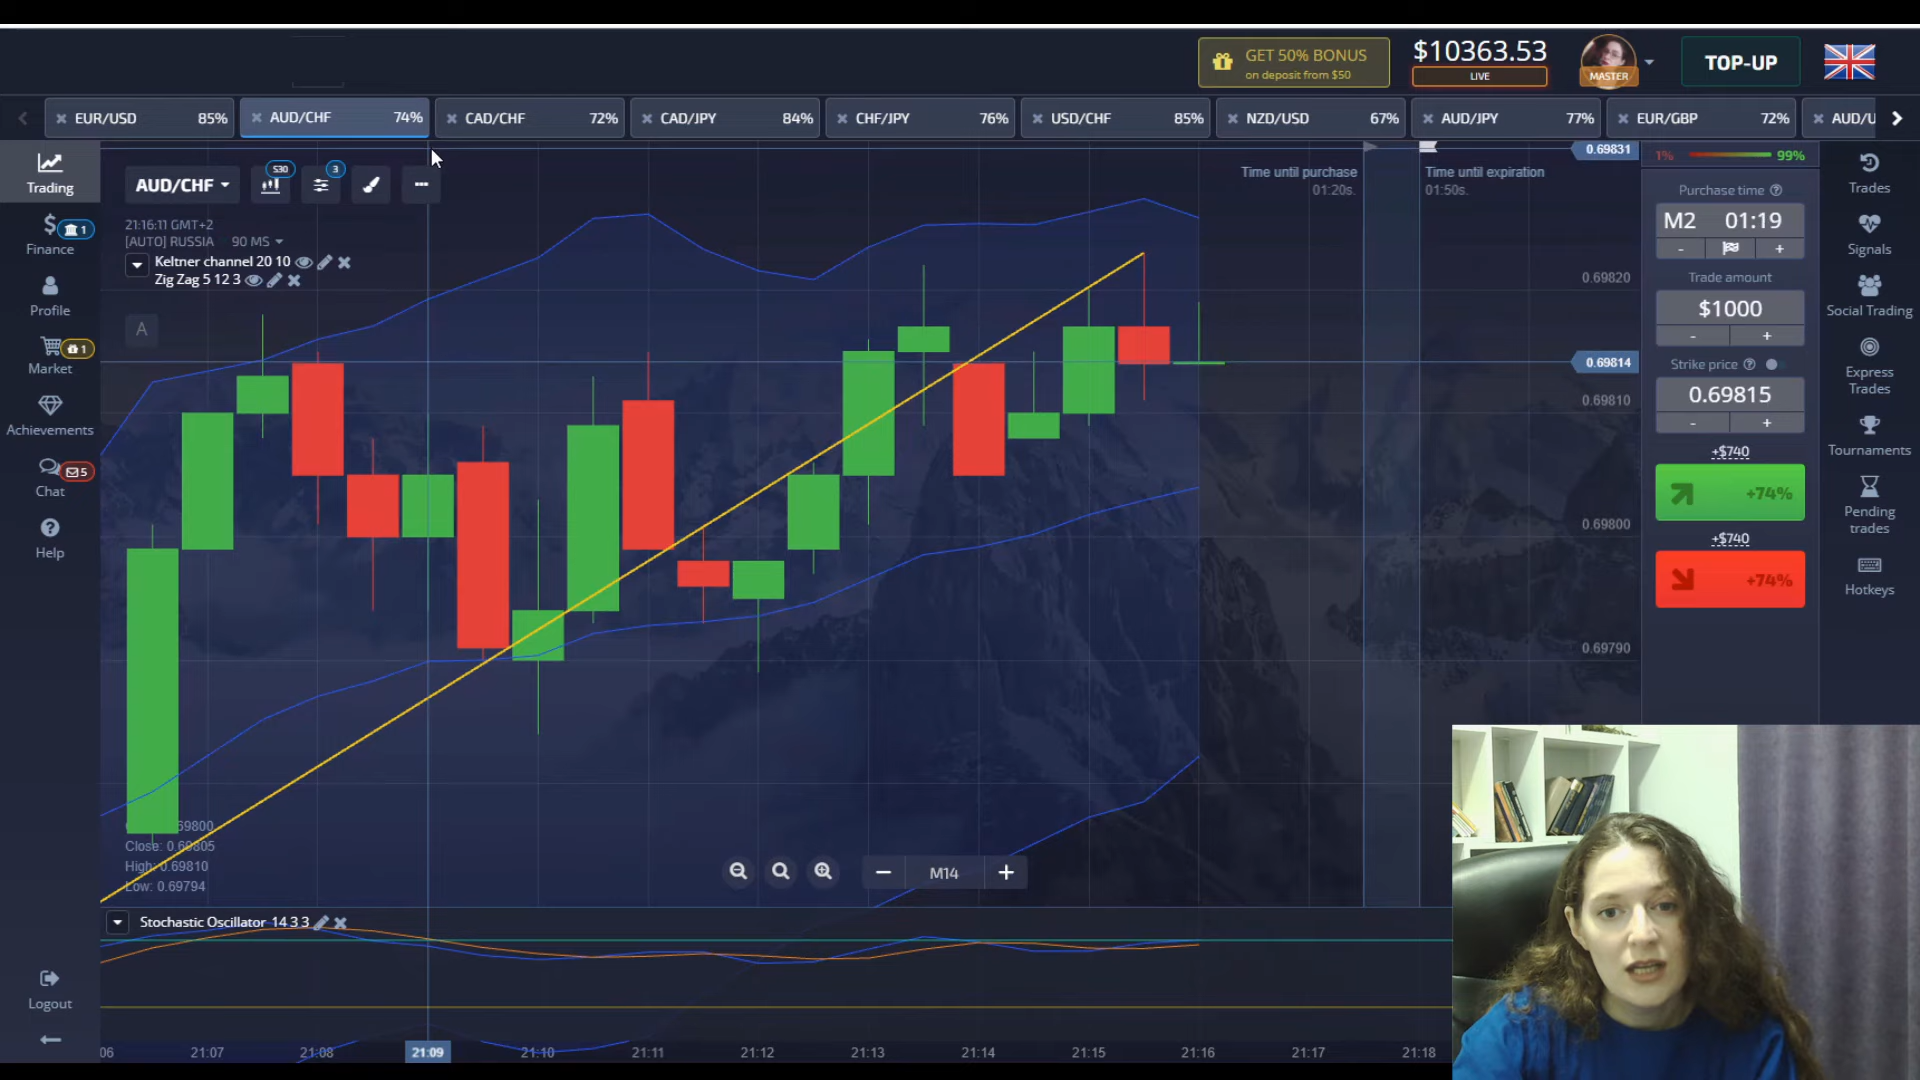 GET 50% BONUS
on deposit from $50
$10363.53
LIVE
MASTER
TOP-UP
EUR/USD 85%
AUD/CHF 74%
CAD/CHF 72%
CAD/JPY 84%
CHF/JPY 76%
USD/CHF 85%
NZD/USD 67%
AUD/JPY 77%
EUR/GBP 72%
AUD/U
Trading
Finance
1
Profile
Market
1
Achievements
Chat
5
Help
Logout
AUD/CHF
S30
3
21:16:11 GMT+2
[AUTO] RUSSIA 90 MS
Keltner channel 20 10
Zig Zag 5 12 3
A
Time until purchase
01:20s.
Time until expiration
01:50s.
0.69831
0.69820
0.69814
0.69810
0.69800
0.69790
69800
Close: 0.69805
High: 0.69810
Low: 0.69794
M14
Stochastic Oscillator 14 3 3
06 21:07 21:08 21:09 21:10 21:11 21:12 21:13 21:14 21:15 21:16 21:17 21:18
1% 99%
Purchase time
M2 01:19
- +
Trade amount
$1000
- +
Strike price
0.69815
- +
+$740
+74%
+$740
+74%
Trades
Signals
Social Trading
Express
Trades
Tournaments
Pending
trades
Hotkeys